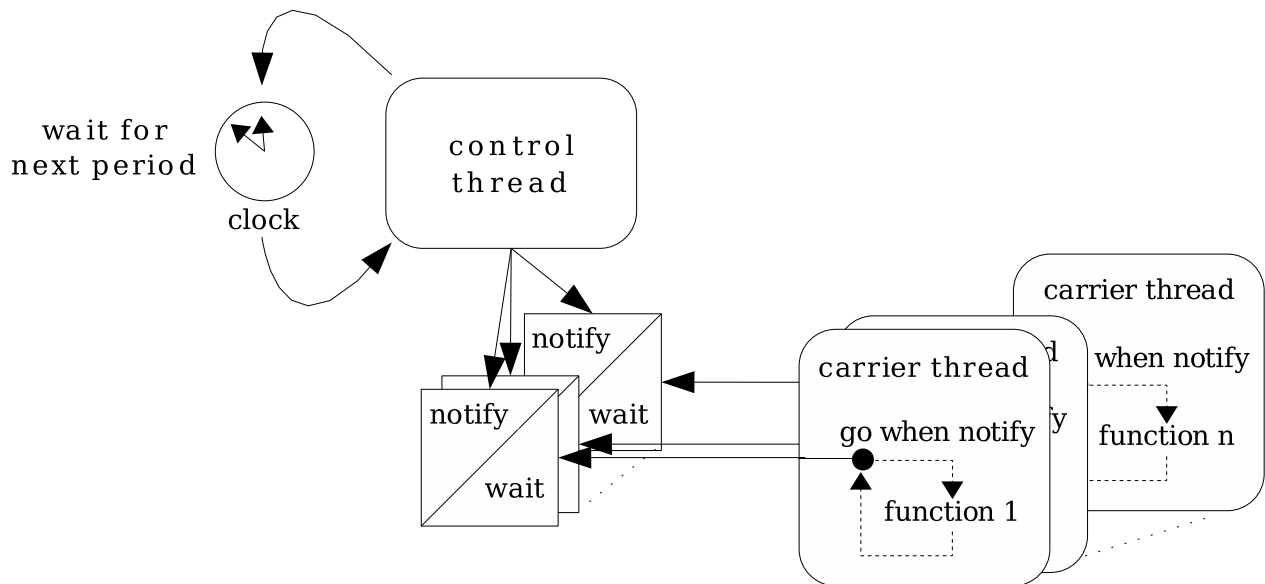 wait for
next period
clock
control
thread
notify
wait
notify
wait
carrier thread
go when notify
function 1
d
fy
carrier thread
when notify
function n